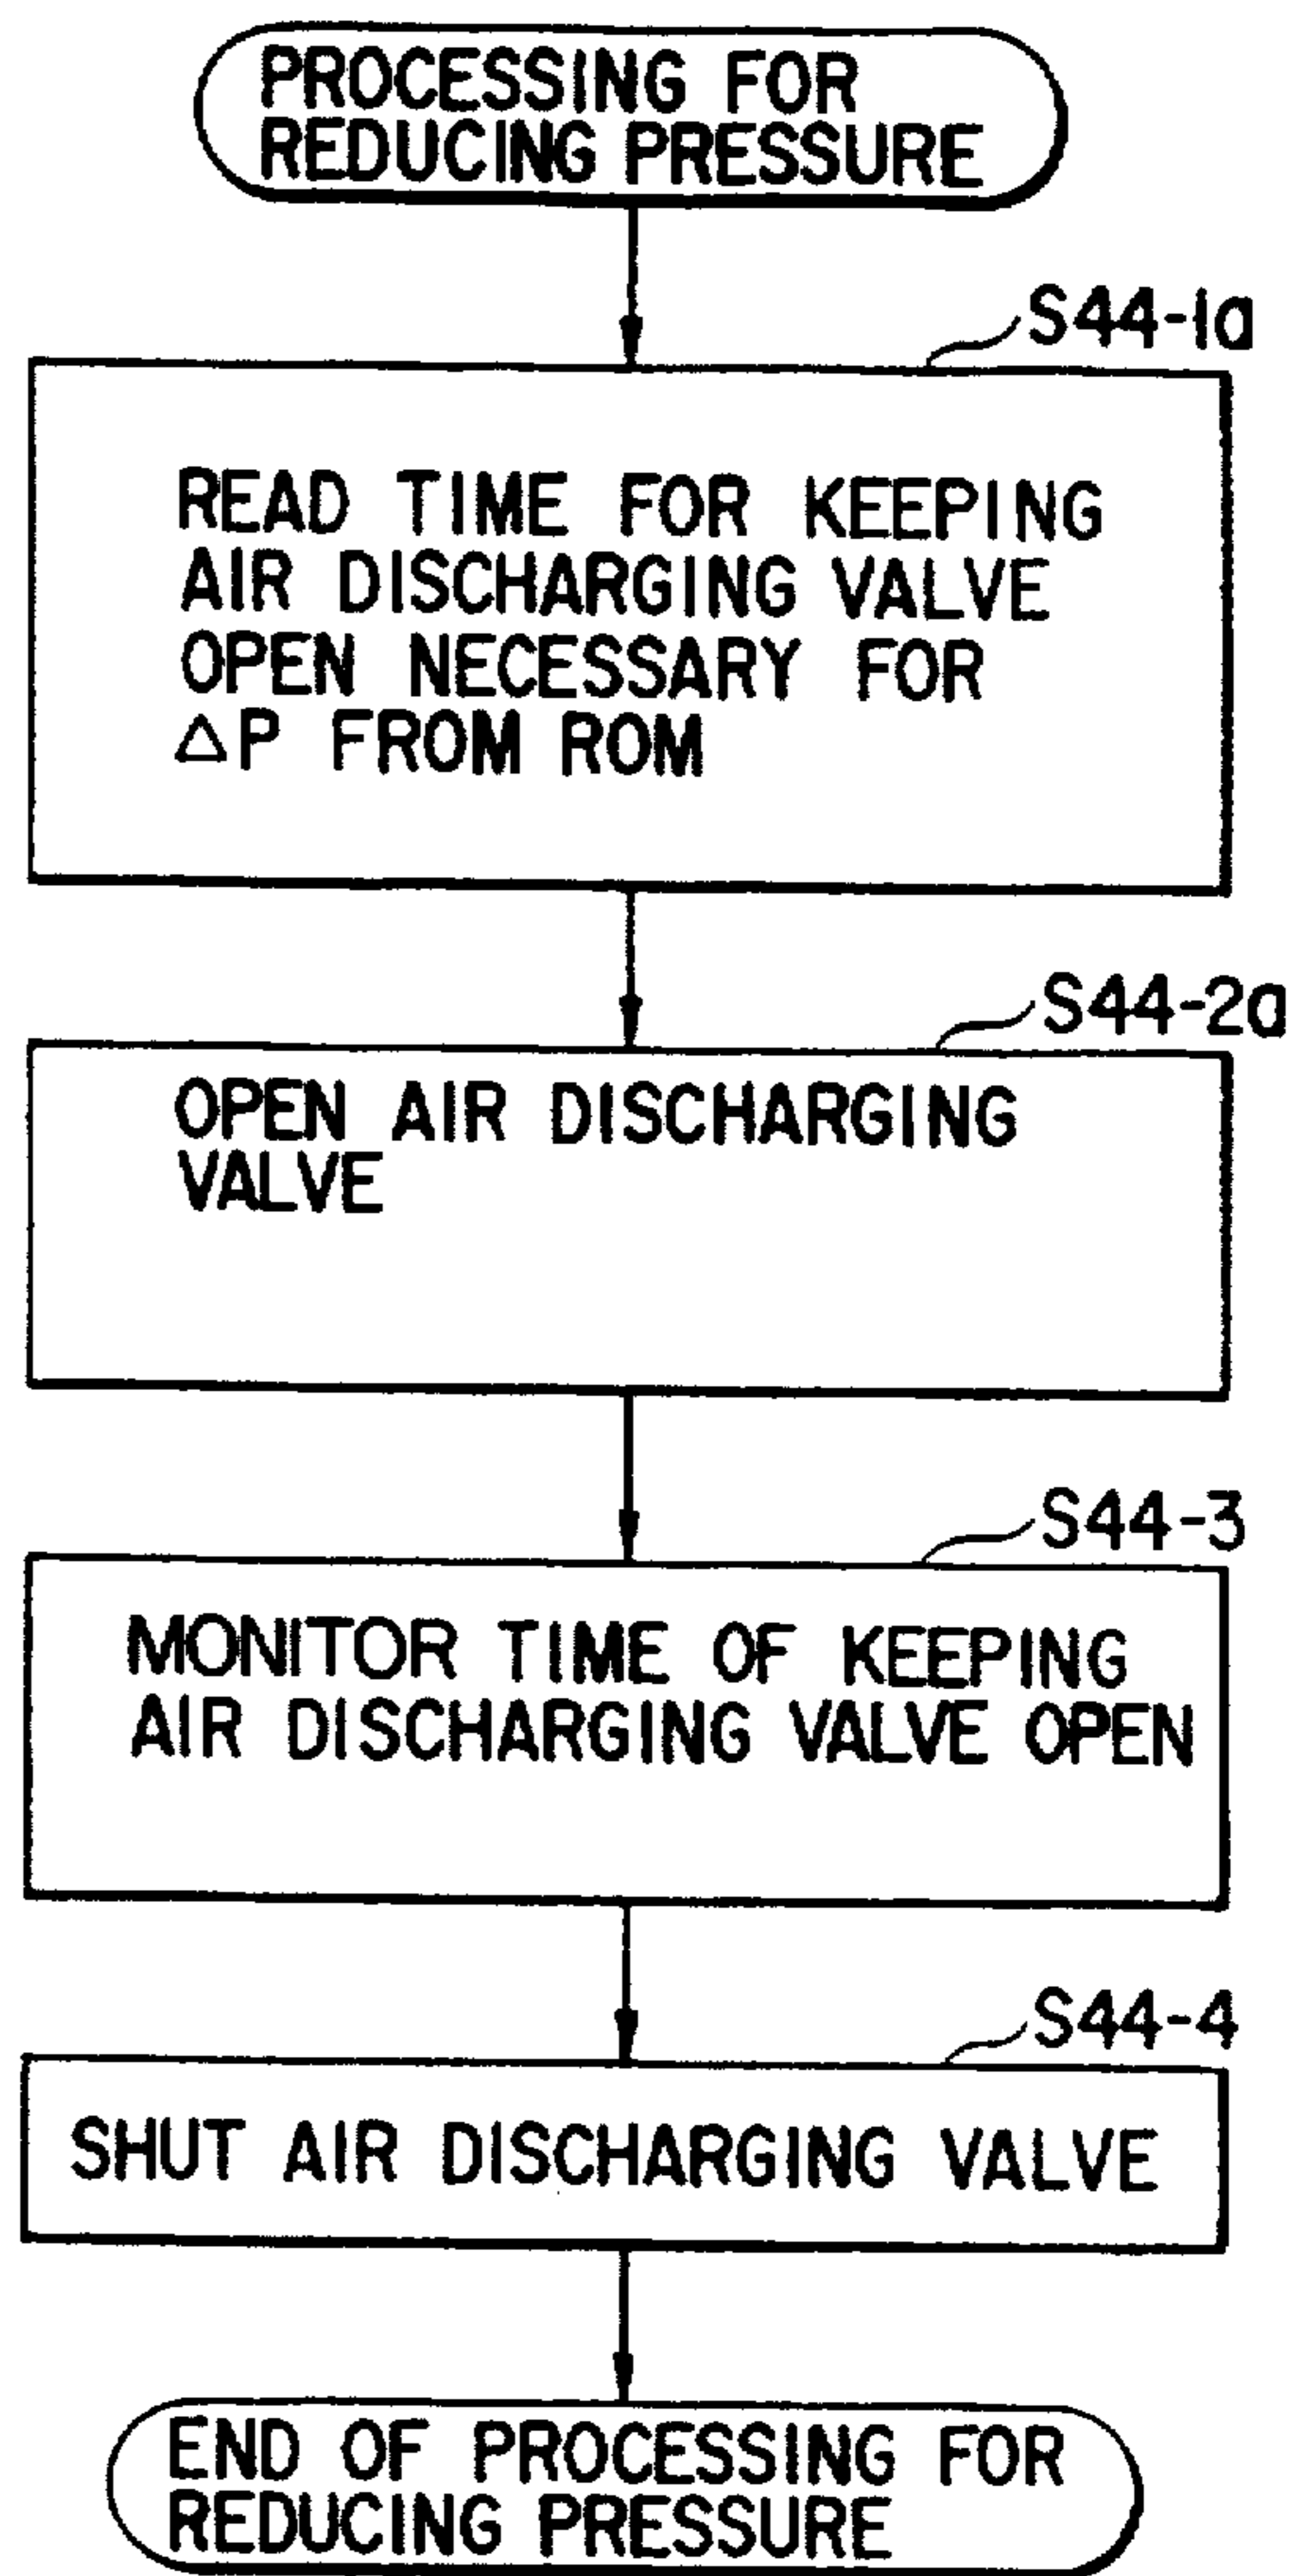 PROCESSING FOR
REDUCING PRESSURE
S44-1a
READ TIME FOR KEEPING
AIR DISCHARGING VALVE
OPEN NECESSARY FOR
△P FROM ROM
S44-2a
OPEN AIR DISCHARGING
VALVE
S44-3
MONITOR TIME OF KEEPING
AIR DISCHARGING VALVE OPEN
S44-4
SHUT AIR DISCHARGING VALVE
END OF PROCESSING FOR
REDUCING PRESSURE